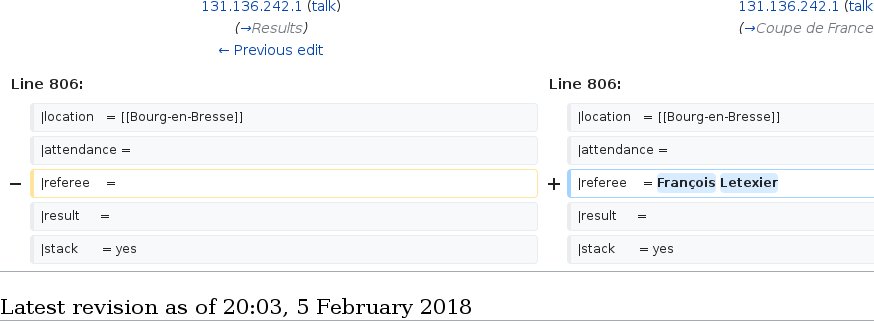 131.136.242.1 (talk)
(→Results)
← Previous edit
131.136.242.1 (talk
(→Coupe de France
Line 806:
Line 806:
|location = [[Bourg-en-Bresse]]
|location = [[Bourg-en-Bresse]]
|attendance =
|attendance =
− |referee =
+ |referee = François Letexier
|result =
|result =
|stack = yes
|stack = yes
Latest revision as of 20:03, 5 February 2018